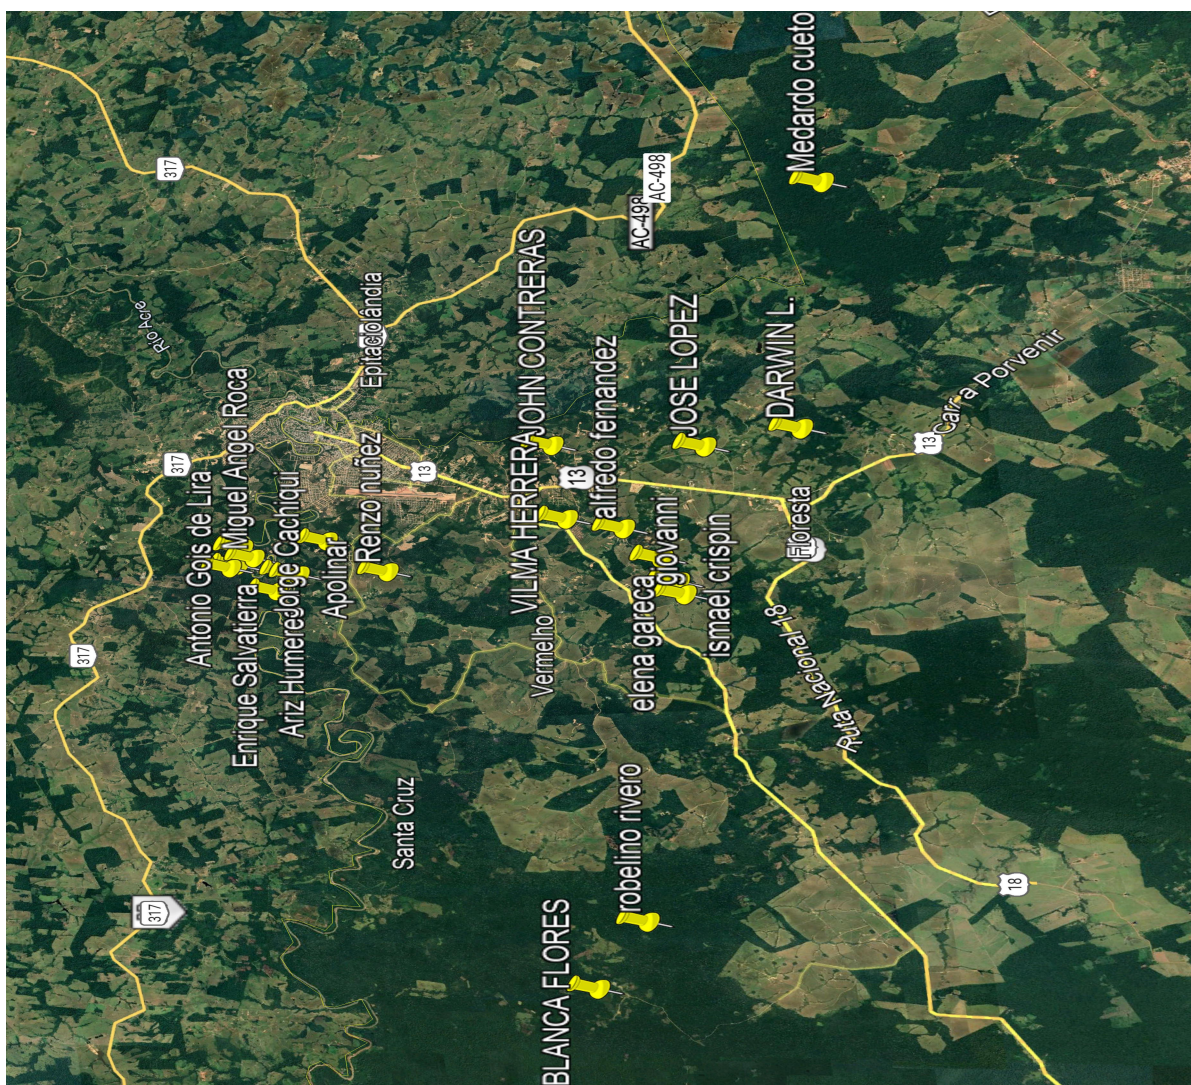 317
317
317
317
Río Acre
Epitaciolândia
AC-498
AC-498
Medardo cueto
Miguel Angel Roca
Antonio Gois de Lira
Enrique Salvatierra
Jorge Cachiqui
Ariz Humeres
Apolinar
Renzo nuñez
13
JOHN CONTRERAS
VILMA HERRERA
13
alfredo fernandez
JOSE LOPEZ
DARWIN L.
13
Carr. a Porvenir
Vermelho
giovanni
elena gareca
ismael crispin
Floresta
Ruta Nacional 18
18
Santa Cruz
robelino rivero
BLANCA FLORES